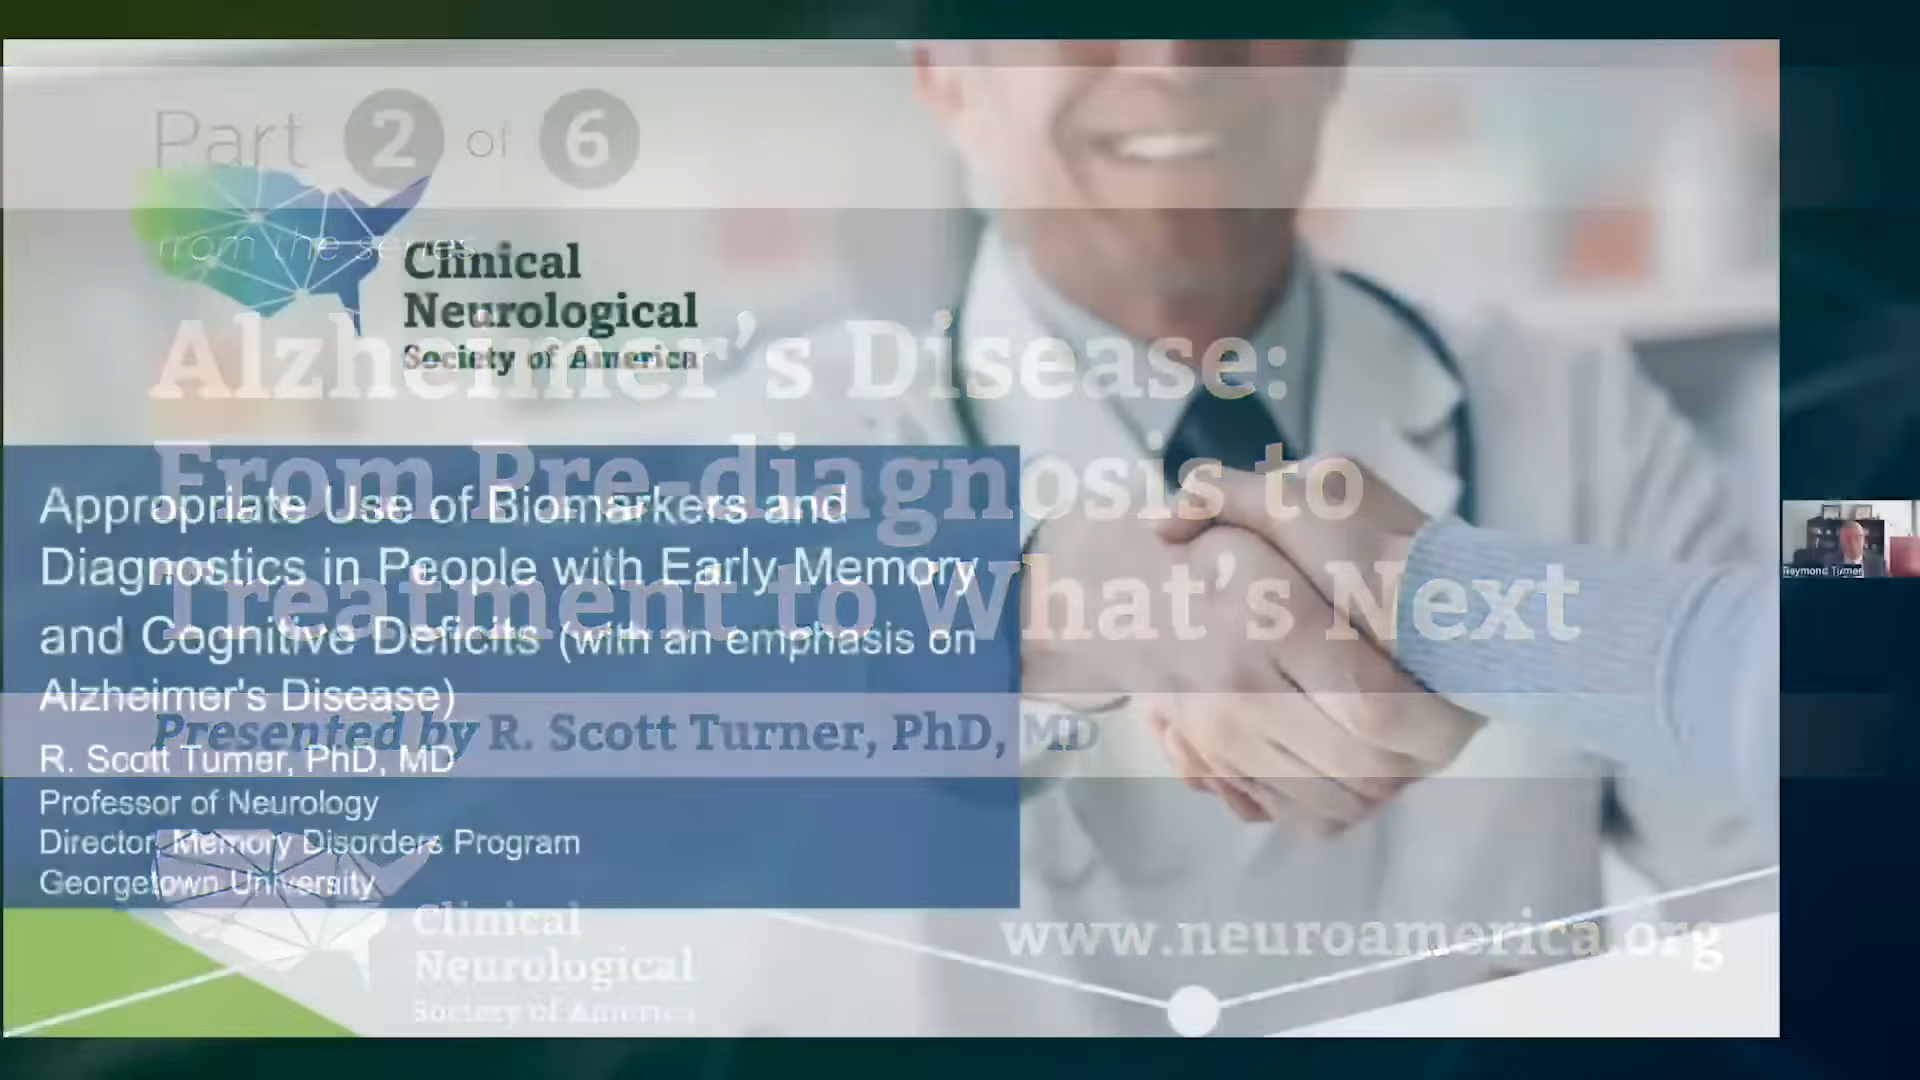 Part 2 of 6
from the series
Alzheimer's Disease:
From Pre-diagnosis to
Treatment to What's Next
Presented by R. Scott Turner, PhD, MD
Clinical
Neurological
Society of America
www.neuroamerica.org
Clinical
Neurological
Society of America
Appropriate Use of Biomarkers and
Diagnostics in People with Early Memory
and Cognitive Deficits (with an emphasis on
Alzheimer's Disease)
R. Scott Turner, PhD, MD
Professor of Neurology
Director, Memory Disorders Program
Georgetown University
Raymond Turner